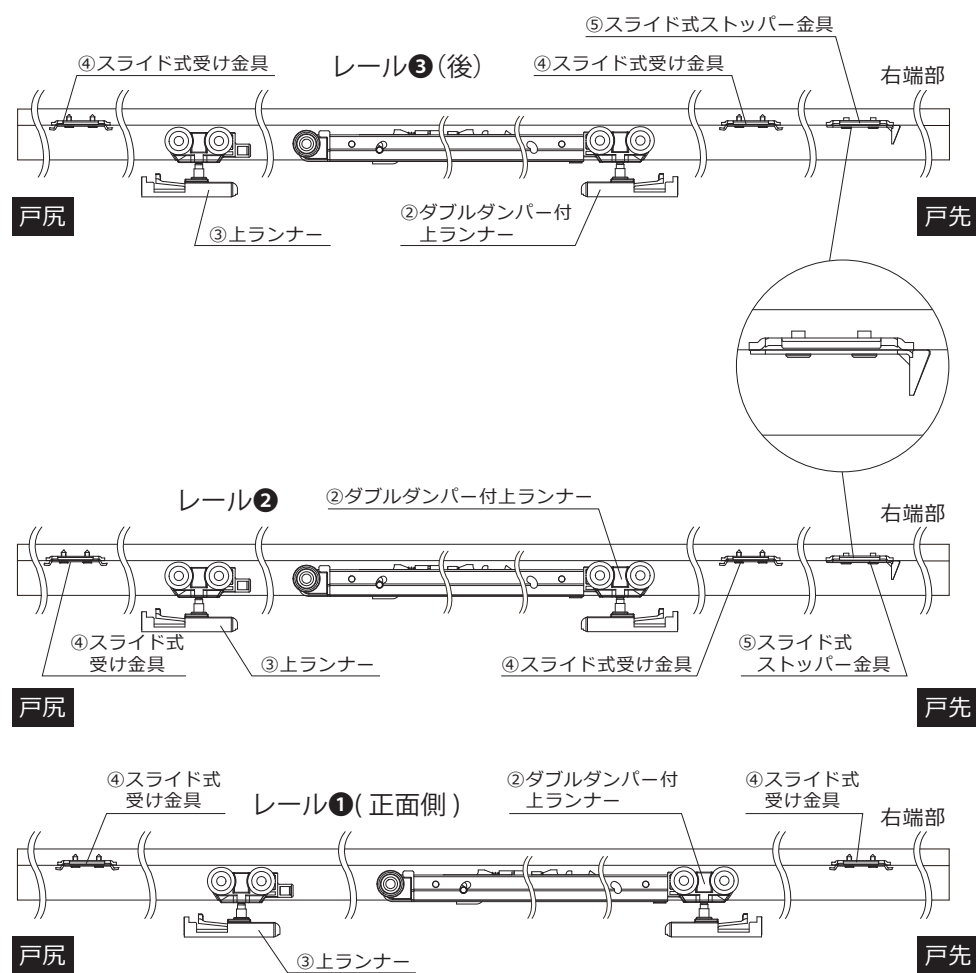 ⑤スライド式ストッパー金具
④スライド式受け金具
レール❸(後)
④スライド式受け金具
右端部
戸尻
③上ランナー
②ダブルダンパー付
上ランナー
戸先
レール❷
②ダブルダンパー付上ランナー
右端部
④スライド式
受け金具
③上ランナー
④スライド式受け金具
⑤スライド式
ストッパー金具
戸尻
戸先
④スライド式
受け金具
レール❶(正面側)
②ダブルダンパー付
上ランナー
④スライド式
受け金具
右端部
戸尻
③上ランナー
戸先